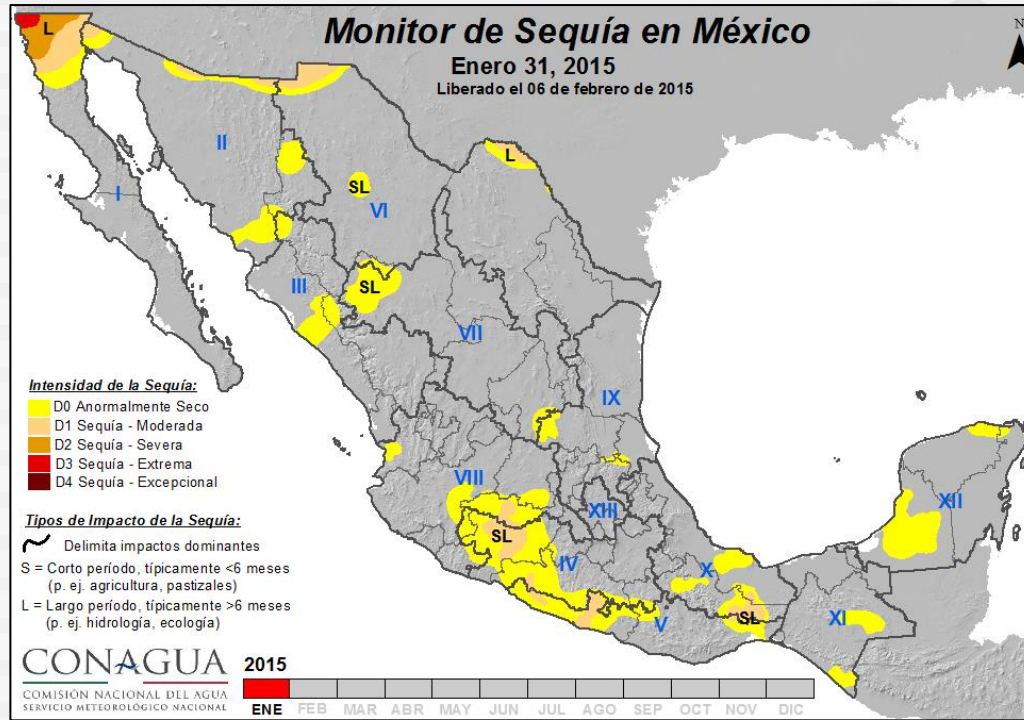 Monitor de Sequía en México
Enero 31, 2015
Liberado el 06 de febrero de 2015
N
L
II
I
SL
VI
L
III
SL
VII
IX
VIII
SL
XIII
IV
X
V
SL
XI
XII
Intensidad de la Sequía:
D0 Anormalmente Seco
D1 Sequía - Moderada
D2 Sequía - Severa
D3 Sequía - Extrema
D4 Sequía - Excepcional
Tipos de Impacto de la Sequía:
Delimita impactos dominantes
S = Corto período, típicamente <6 meses
(p. ej. agricultura, pastizales)
L = Largo período, típicamente >6 meses
(p. ej. hidrología, ecología)
CONAGUA
COMISIÓN NACIONAL DEL AGUA
SERVICIO METEOROLÓGICO NACIONAL
2015
ENE FEB MAR ABR MAY JUN JUL AGO SEP OCT NOV DIC